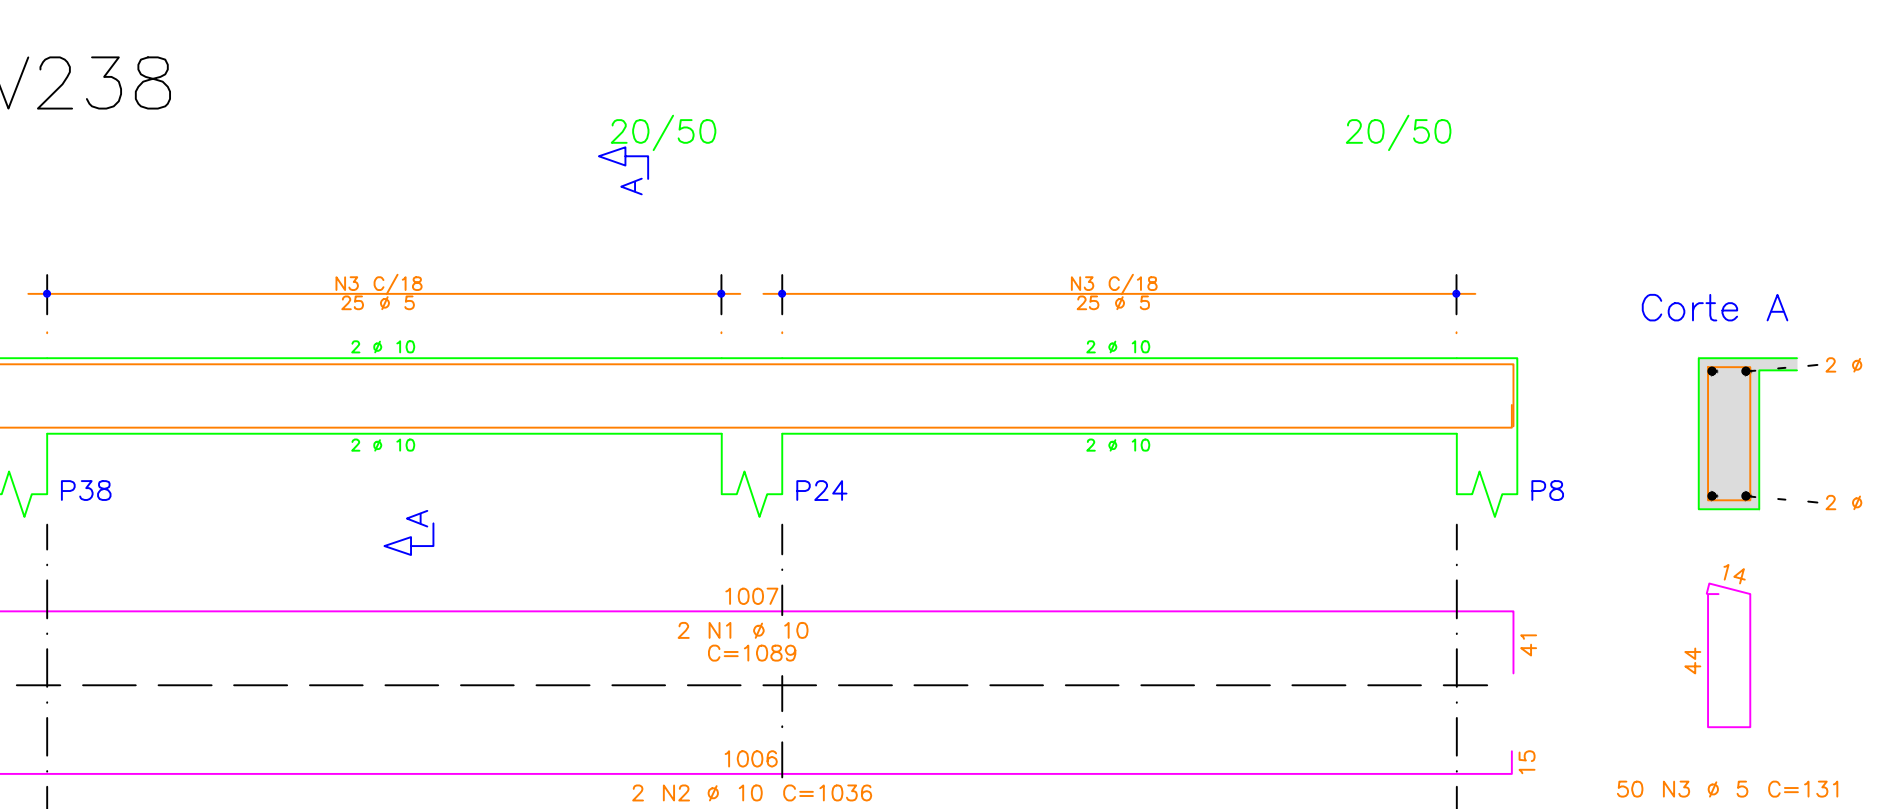 V238
20/50
20/50
A
N3 C/18
25 ø 5
N3 C/18
25 ø 5
Corte A
2 ø 10
2 ø 10
2 ø
2 ø 10
2 ø 10
P38
P24
P8
2 ø
A
14
1007
2 N1 ø 10
C=1089
41
44
1006
15
2 N2 ø 10 C=1036
50 N3 ø 5 C=131